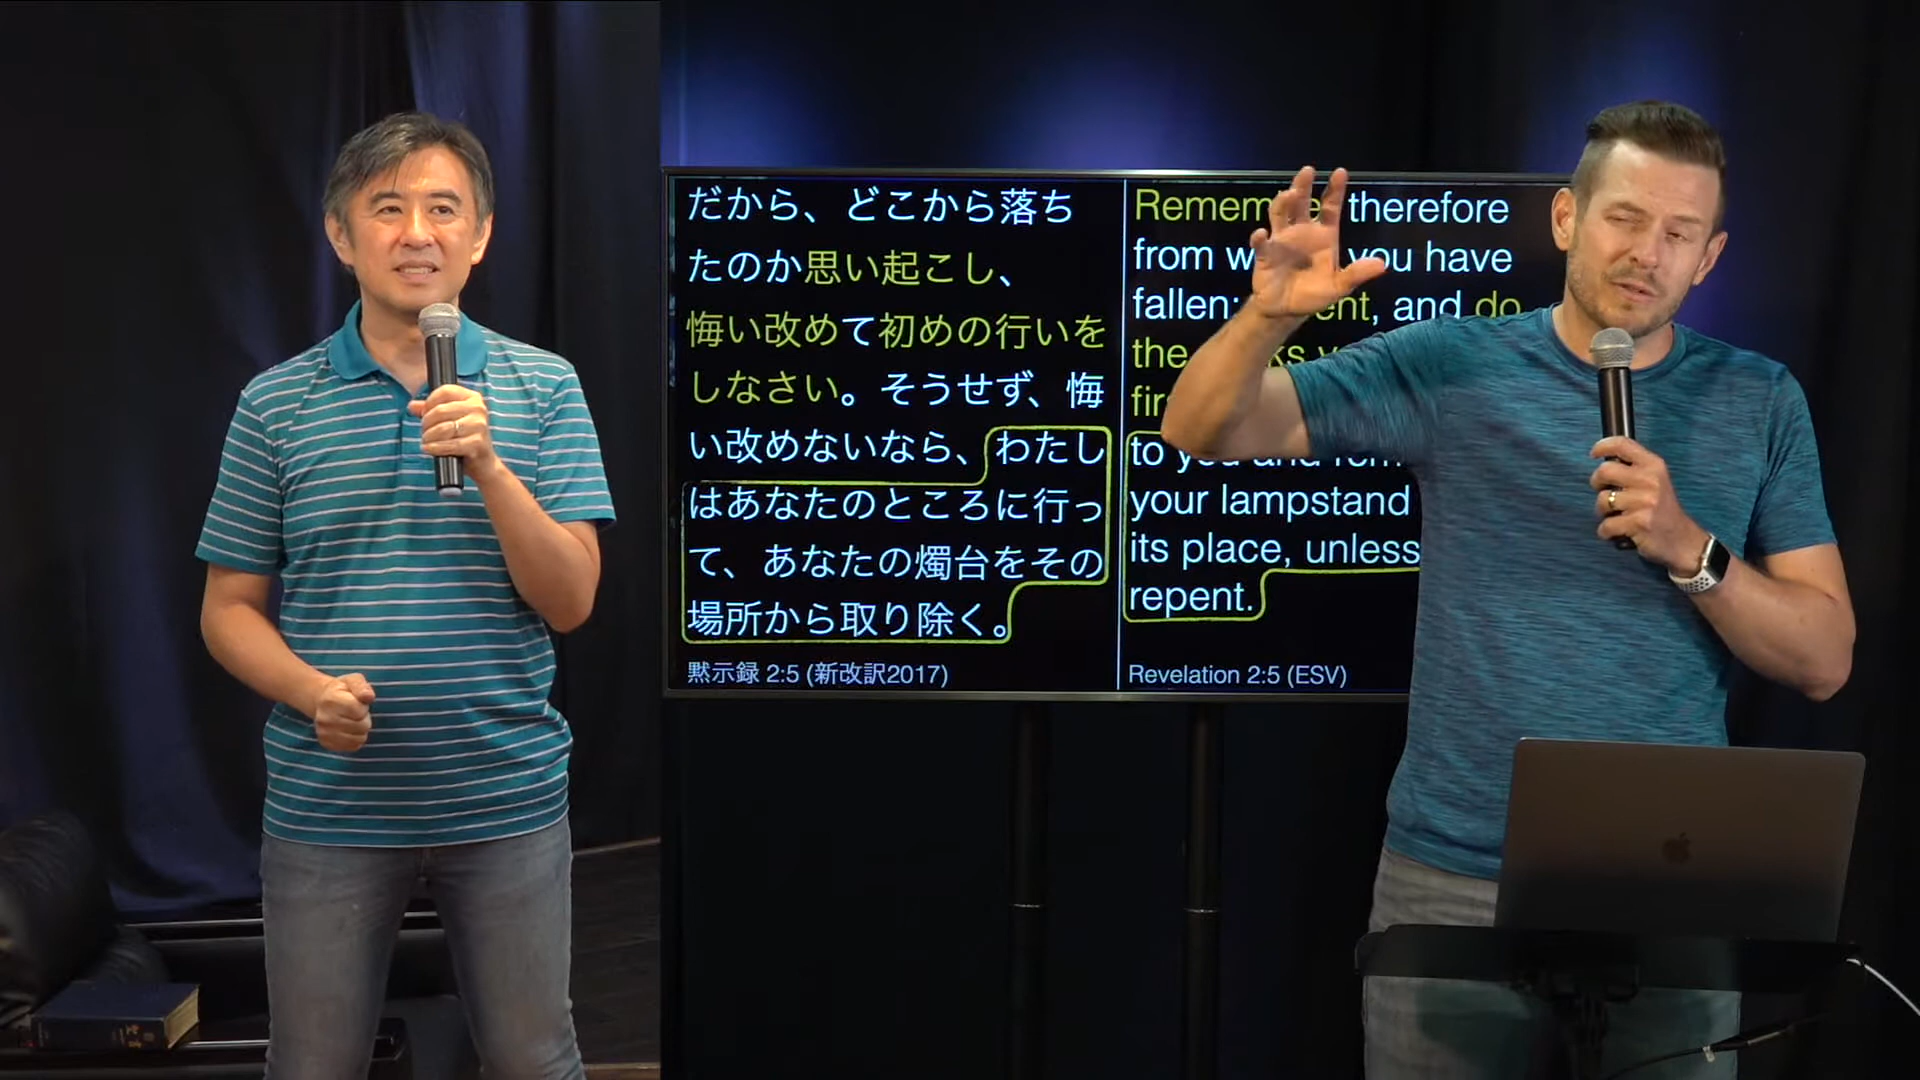 だから、どこから落ち
たのか思い起こし、
悔い改めて初めの行いを
しなさい。そうせず、悔
い改めないなら、わたし
はあなたのところに行っ
て、あなたの燭台をその
場所から取り除く。
黙示録 2:5 (新改訳2017)
therefore
from you have
fallen: and do
the
to you and
your lampstand
its place, unless
repent.
Revelation 2:5 (ESV)